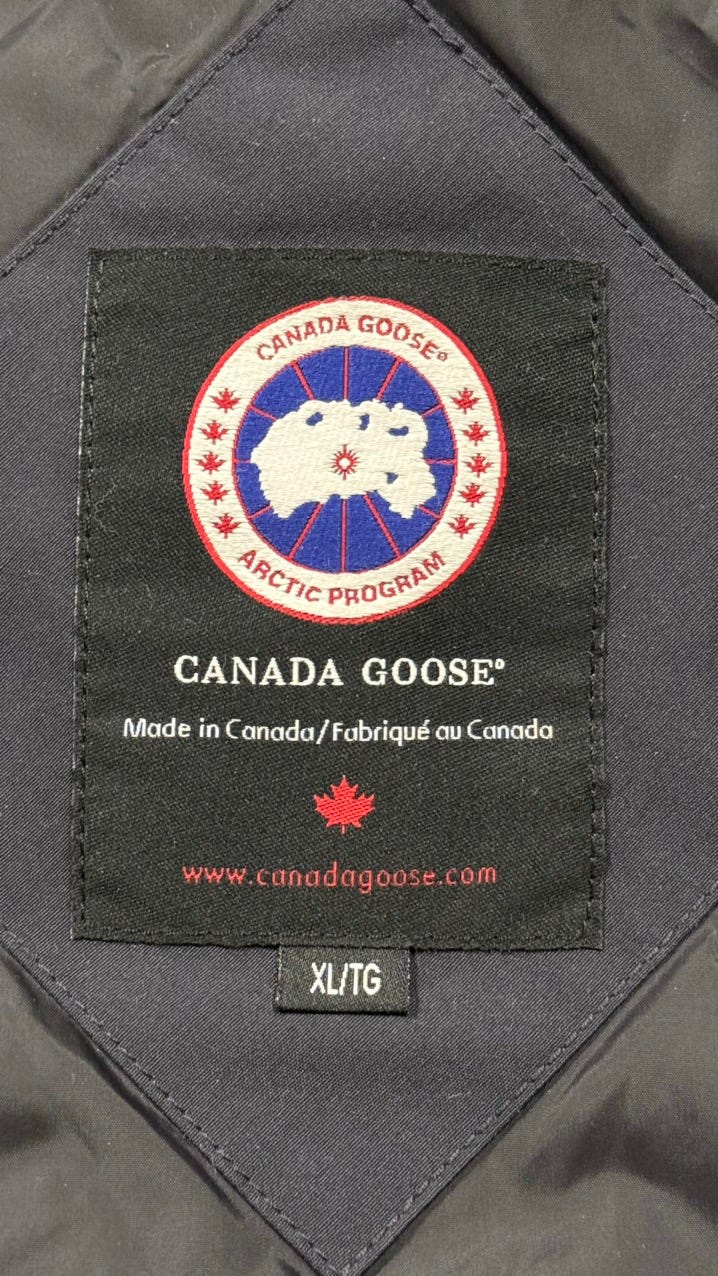 CANADA GOOSE®
ARCTIC PROGRAM
CANADA GOOSE®
Made in Canada/Fabriqué au Canada
www.canadagoose.com
XL/TG